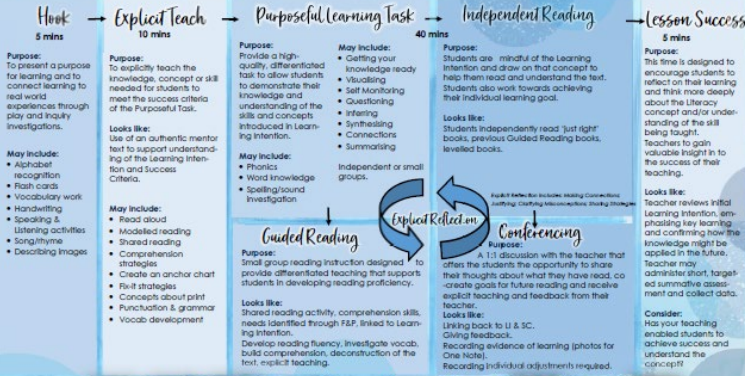 Hook
5 mins
Purpose:
To present a purpose
for learning and to
connect learning to
real world
experiences through
play and inquiry
investigations.
May include:
• Alphabet
recognition
• Flash cards
• Vocabulary work
• Handwriting
• Speaking &
Listening activities
• Song/rhyme
• Describing images
Explicit Teach
10 mins
Purpose:
To explicitly teach the
knowledge, concept or skill
needed for students to
meet the success criteria
of the Purposeful Task.
Looks like:
Use of an authentic mentor
text to support understand-
ing of the Learning Inten-
tion and Success
Criteria.
May include:
• Read aloud
• Modelled reading
• Shared reading
• Comprehension
strategies
• Create an anchor chart
• Fix-it strategies
• Concepts about print
• Punctuation & grammar
• Vocab development
Purposeful Learning Task
40 mins
Purpose:
Provide a high-
quality, differentiated
task to allow students
to demonstrate their
knowledge and
understanding of the
skills and concepts
introduced in Learn-
ing Intention.
May include:
• Phonics
• Word knowledge
• Spelling/sound
investigation
May include:
• Getting your
knowledge ready
• Visualising
• Self Monitoring
• Questioning
• Inferring
• Synthesising
• Connections
• Summarising
Independent or small
groups.
Independent Reading
Purpose:
Students are mindful of the Learning
Intention and draw on that concept to
help them read and understand the text.
Students also work towards achieving
their individual learning goal.
Looks like:
Students independently read 'just right'
books, previous Guided Reading books,
levelled books.
Explicit Reflection
Explicit Reflection includes: Making Connections;
Justifying; Clarifying Misconceptions; Sharing Strategies
Guided Reading
Purpose:
Small group reading instruction designed to
provide differentiated teaching that supports
students in developing reading proficiency.
Looks like:
Shared reading activity, comprehension skills,
needs identified through F&P, linked to Learn-
ing Intention.
Develop reading fluency, investigate vocab,
build comprehension, deconstruction of the
text, explicit teaching.
Conferencing
Purpose:
A 1:1 discussion with the teacher that
offers the students the opportunity to share
their thoughts about what they have read, co
-create goals for future reading and receive
explicit teaching and feedback from their
teacher.
Looks like:
Linking back to LI & SC.
Giving feedback.
Recording evidence of learning (photos for
One Note).
Recording individual adjustments required.
Lesson Success
5 mins
Purpose:
This time is designed to
encourage students to
reflect on their learning
and think more deeply
about the Literacy
concept and/or under-
standing of the skill
being taught.
Teachers to gain
valuable insight in to
the success of their
teaching.
Looks like:
Teacher reviews initial
Learning Intention, em-
phasising key learning
and confirming how the
knowledge might be
applied in the future.
Teacher may
administer short, target-
ed summative assess-
ment and collect data.
Consider:
Has your teaching
enabled students to
achieve success and
understand the
concept?